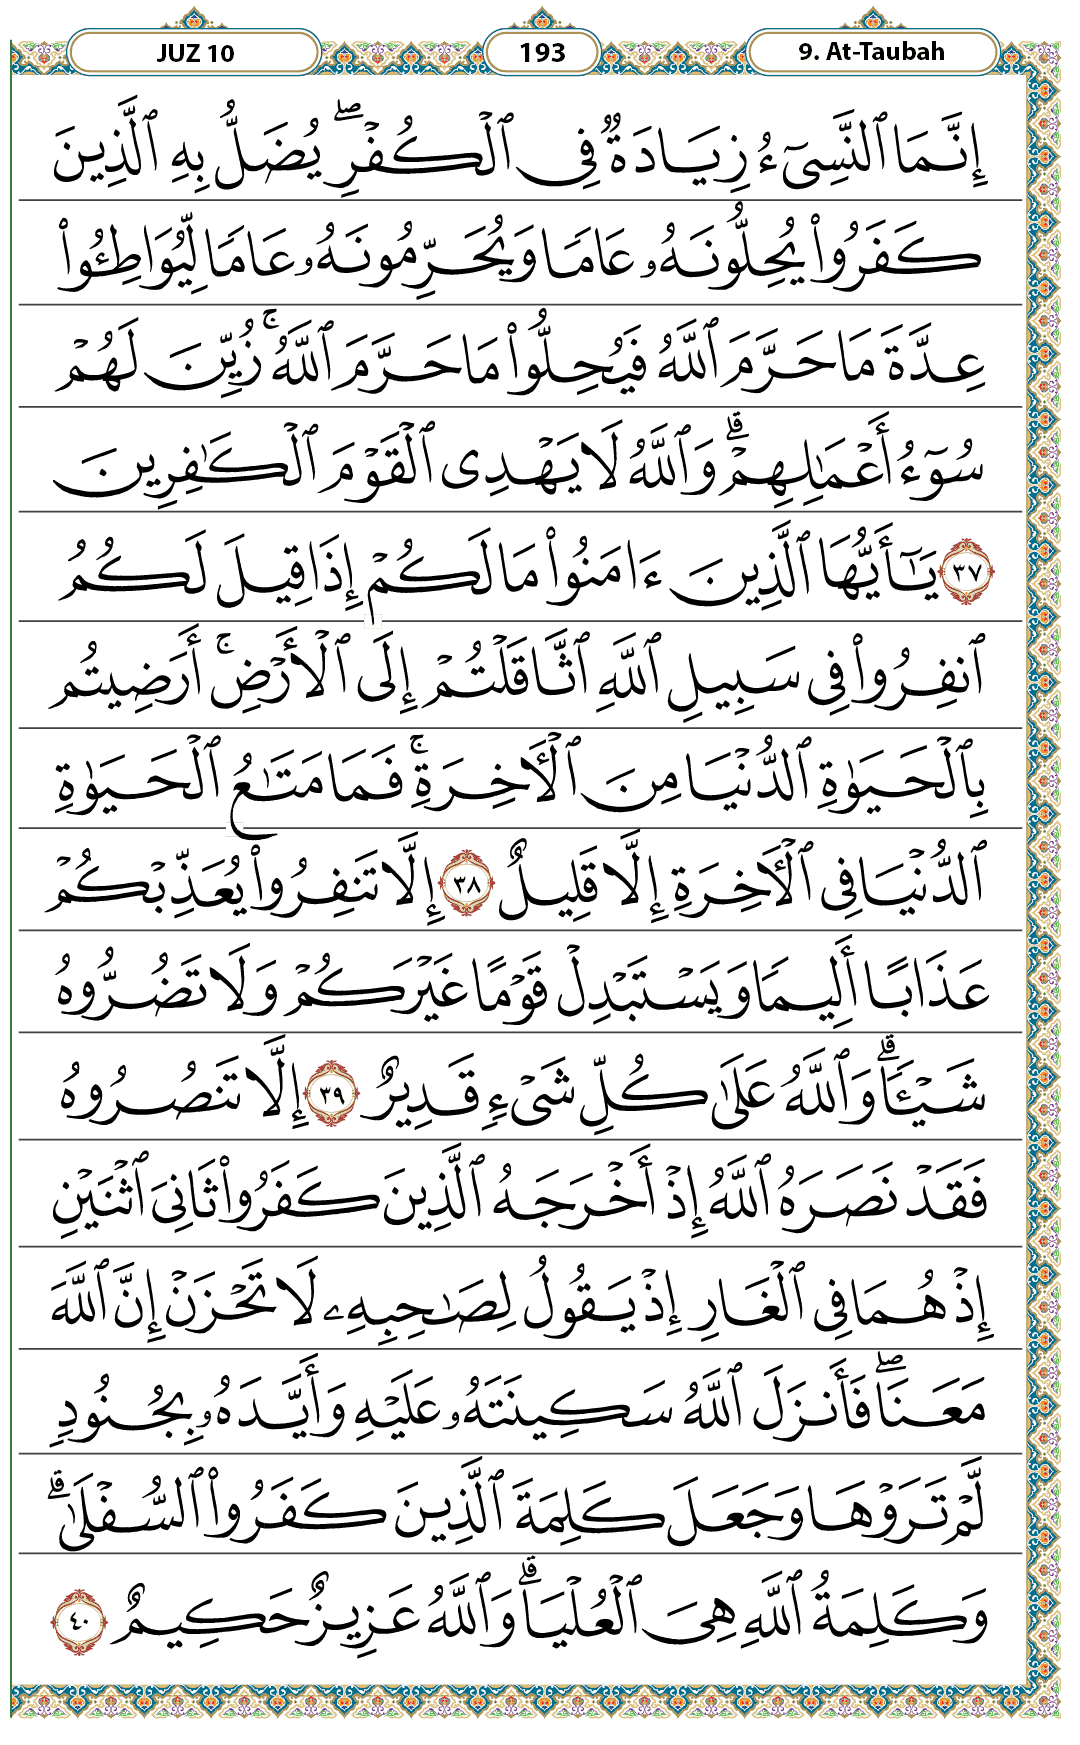 JUZ 10
193
9. At-Taubah
إِنَّمَا ٱلنَّسِىٓءُ زِيَادَةٌ فِى ٱلْكُفْرِ ۖ يُضَلُّ بِهِ ٱلَّذِينَ
كَفَرُوا۟ يُحِلُّونَهُۥ عَامًا وَيُحَرِّمُونَهُۥ عَامًا لِّيُوَاطِـُٔوا۟
عِدَّةَ مَا حَرَّمَ ٱللَّهُ فَيُحِلُّوا۟ مَا حَرَّمَ ٱللَّهُ ۚ زُيِّنَ لَهُمْ
سُوٓءُ أَعْمَـٰلِهِمْ ۗ وَٱللَّهُ لَا يَهْدِى ٱلْقَوْمَ ٱلْكَـٰفِرِينَ
٣٧ يَـٰٓأَيُّهَا ٱلَّذِينَ ءَامَنُوا۟ مَا لَكُمْ إِذَا قِيلَ لَكُمُ
ٱنفِرُوا۟ فِى سَبِيلِ ٱللَّهِ ٱثَّاقَلْتُمْ إِلَى ٱلْأَرْضِ ۚ أَرَضِيتُم
بِٱلْحَيَوٰةِ ٱلدُّنْيَا مِنَ ٱلْـَٔاخِرَةِ ۚ فَمَا مَتَـٰعُ ٱلْحَيَوٰةِ
ٱلدُّنْيَا فِى ٱلْـَٔاخِرَةِ إِلَّا قَلِيلٌ ٣٨ إِلَّا تَنفِرُوا۟ يُعَذِّبْكُمْ
عَذَابًا أَلِيمًا وَيَسْتَبْدِلْ قَوْمًا غَيْرَكُمْ وَلَا تَضُرُّوهُ
شَيْـًٔا ۗ وَٱللَّهُ عَلَىٰ كُلِّ شَىْءٍ قَدِيرٌ ٣٩ إِلَّا تَنصُرُوهُ
فَقَدْ نَصَرَهُ ٱللَّهُ إِذْ أَخْرَجَهُ ٱلَّذِينَ كَفَرُوا۟ ثَانِىَ ٱثْنَيْنِ
إِذْ هُمَا فِى ٱلْغَارِ إِذْ يَقُولُ لِصَـٰحِبِهِۦ لَا تَحْزَنْ إِنَّ ٱللَّهَ
مَعَنَا ۖ فَأَنزَلَ ٱللَّهُ سَكِينَتَهُۥ عَلَيْهِ وَأَيَّدَهُۥ بِجُنُودٍ
لَّمْ تَرَوْهَا وَجَعَلَ كَلِمَةَ ٱلَّذِينَ كَفَرُوا۟ ٱلسُّفْلَىٰ ۗ
وَكَلِمَةُ ٱللَّهِ هِىَ ٱلْعُلْيَا ۗ وَٱللَّهُ عَزِيزٌ حَكِيمٌ ٤٠